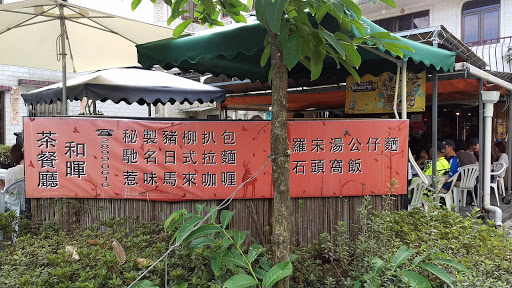 和暉
茶餐廳
秘製豬柳扒包
馳名日式拉麵
惹味馬來咖喱
羅宋湯公仔麵
石頭窩飯